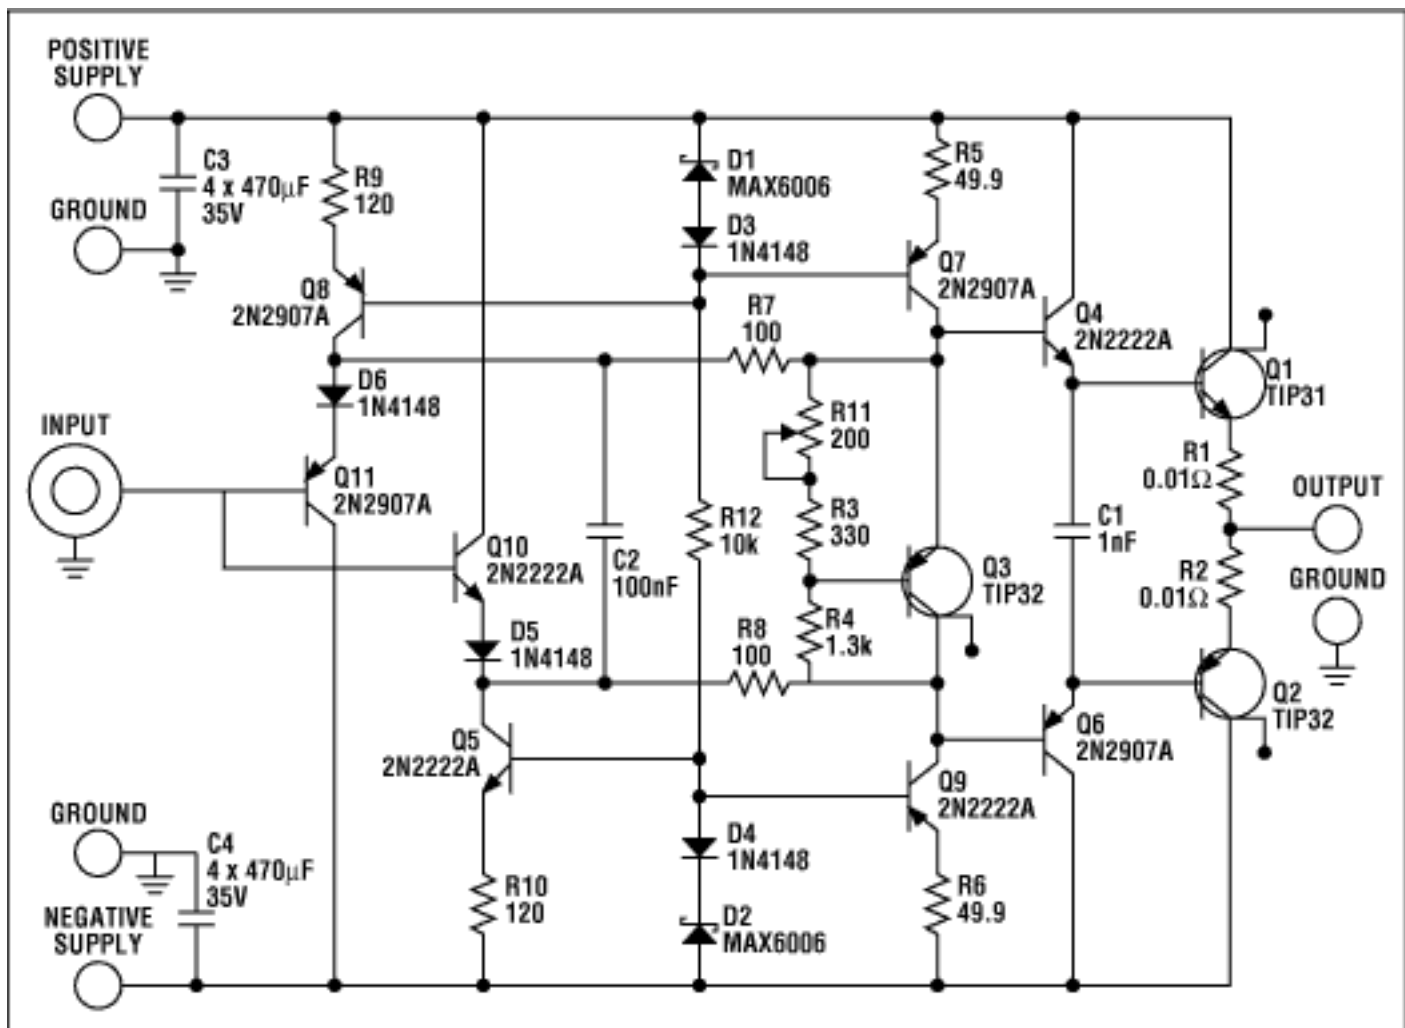 POSITIVE
SUPPLY
C3
4 x 470µF
35V
GROUND
R9
120
D1
MAX6006
D3
1N4148
R5
49.9
Q8
2N2907A
Q7
2N2907A
R7
100
Q4
2N2222A
D6
1N4148
Q1
TIP31
INPUT
Q11
2N2907A
R11
200
R1
0.01Ω
OUTPUT
R12
10k
R3
330
C1
1nF
Q10
2N2222A
C2
100nF
Q3
TIP32
R2
0.01Ω
GROUND
D5
1N4148
R8
100
R4
1.3k
Q2
TIP32
Q5
2N2222A
Q6
2N2907A
Q9
2N2222A
GROUND
C4
4 x 470µF
35V
D4
1N4148
R10
120
R6
49.9
NEGATIVE
SUPPLY
D2
MAX6006